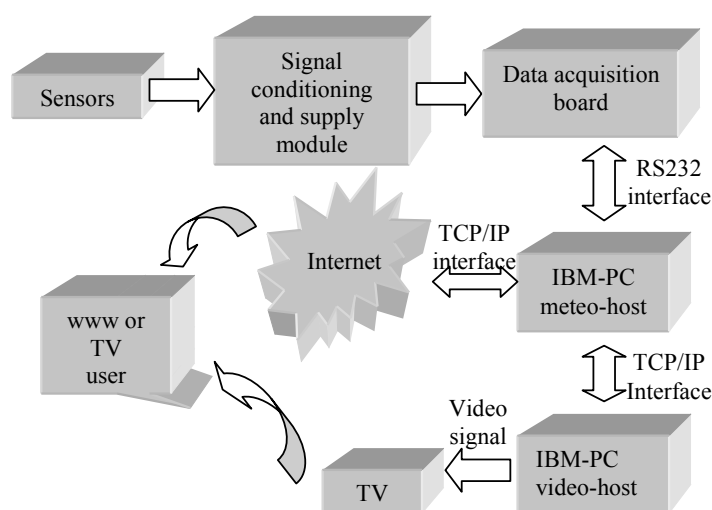 Sensors
Signal
conditioning
and supply
module
Data acquisition
board
RS232
interface
Internet
TCP/IP
interface
IBM-PC
meteo-host
www or
TV
user
TCP/IP
Interface
Video
signal
TV
IBM-PC
video-host